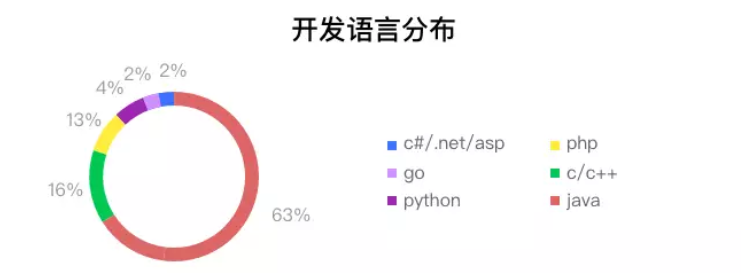 开发语言分布
2%
2%
4%
13%
16%
63%
c#/.net/asp
php
go
c/c++
python
java